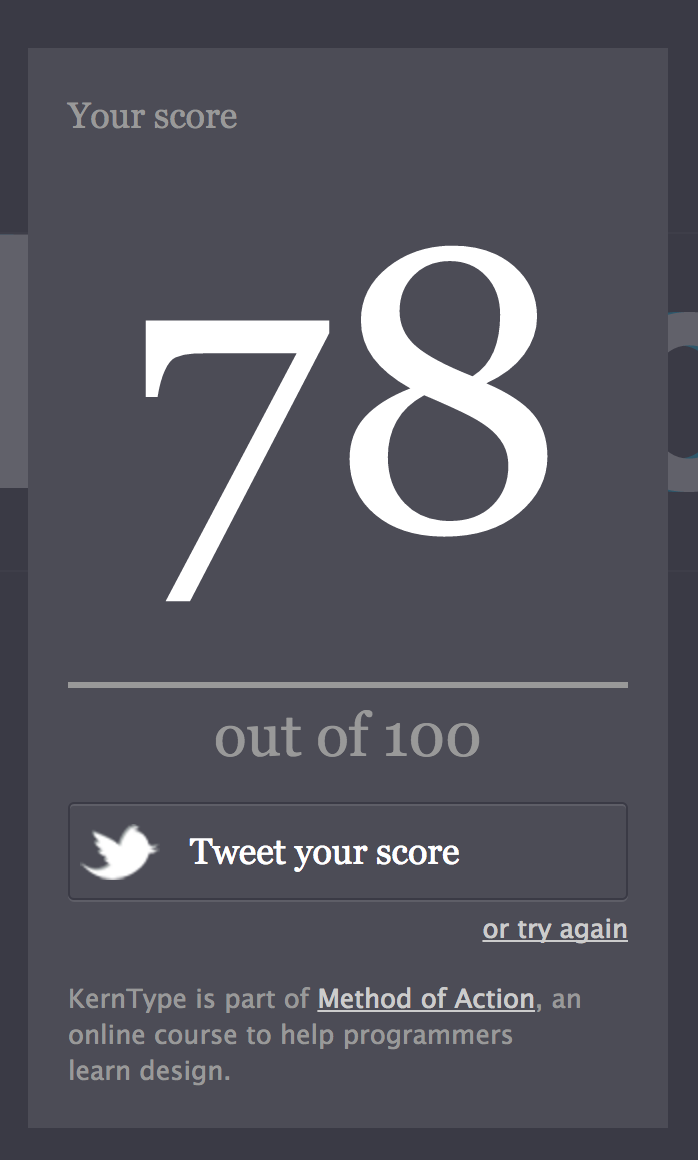 Your score
78
out of 100
Tweet your score
or try again
KernType is part of Method of Action, an
online course to help programmers
learn design.